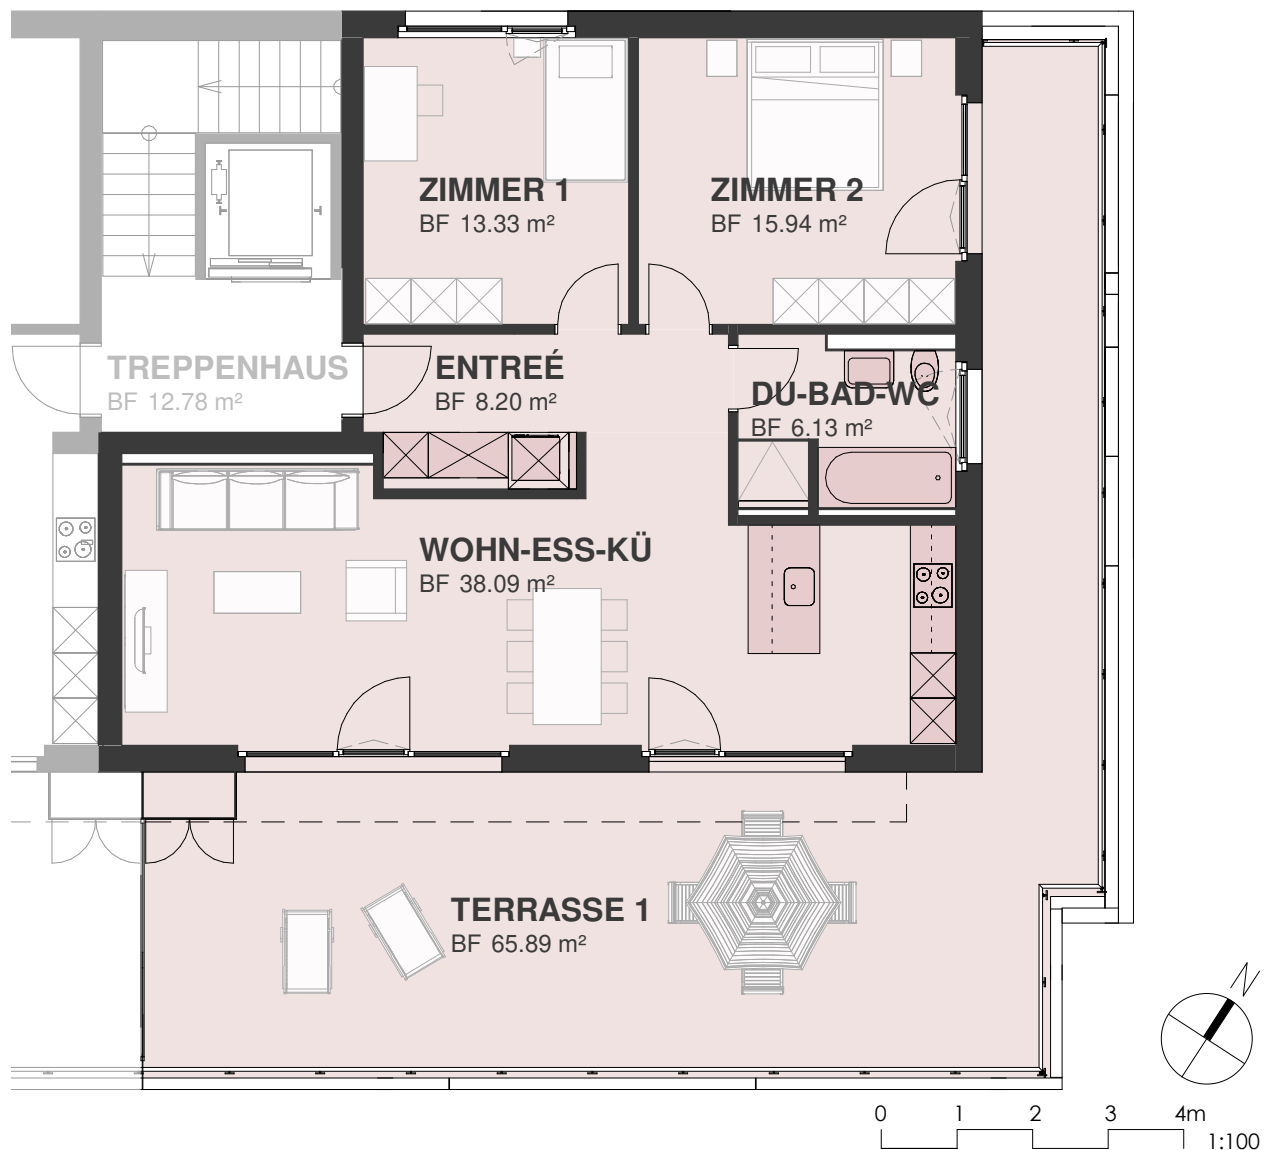 ZIMMER 1
BF 13.33 m²
ZIMMER 2
BF 15.94 m²
TREPPENHAUS
BF 12.78 m²
ENTREÉ
BF 8.20 m²
DU-BAD-WC
BF 6.13 m²
WOHN-ESS-KÜ
BF 38.09 m²
TERRASSE 1
BF 65.89 m²
N
0 1 2 3 4m
1:100